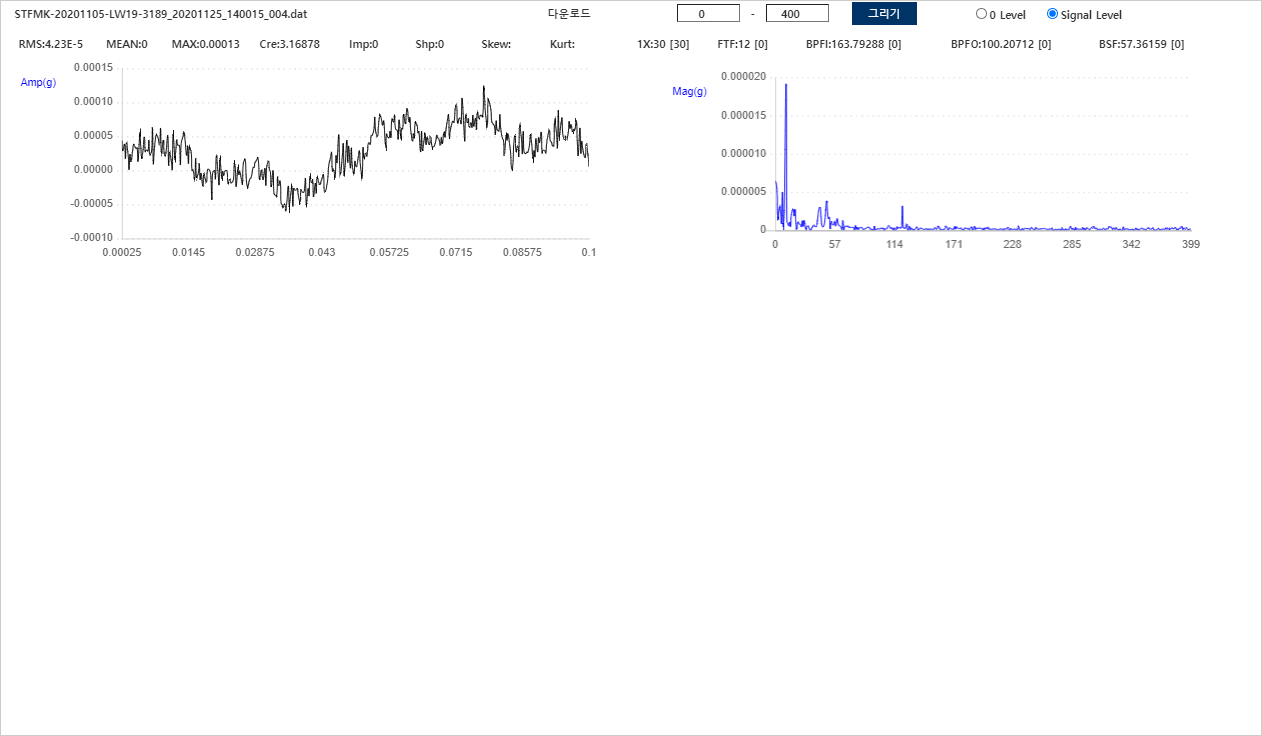 STFMK-20201105-LW19-3189_20201125_140015_004.dat 다운로드 0 - 400 그리기 0 Level Signal Level
RMS:4.23E-5 MEAN:0 MAX:0.00013 Cre:3.16878 Imp:0 Shp:0 Skew: Kurt: 1X:30 [30] FTF:12 [0] BPFI:163.79288 [0] BPFO:100.20712 [0] BSF:57.36159 [0]
Amp(g)
0.00015
0.00010
0.00005
0.00000
-0.00005
-0.00010
0.00025 0.0145 0.02875 0.043 0.05725 0.0715 0.08575 0.1
Mag(g)
0.000020
0.000015
0.000010
0.000005
0
0 57 114 171 228 285 342 399